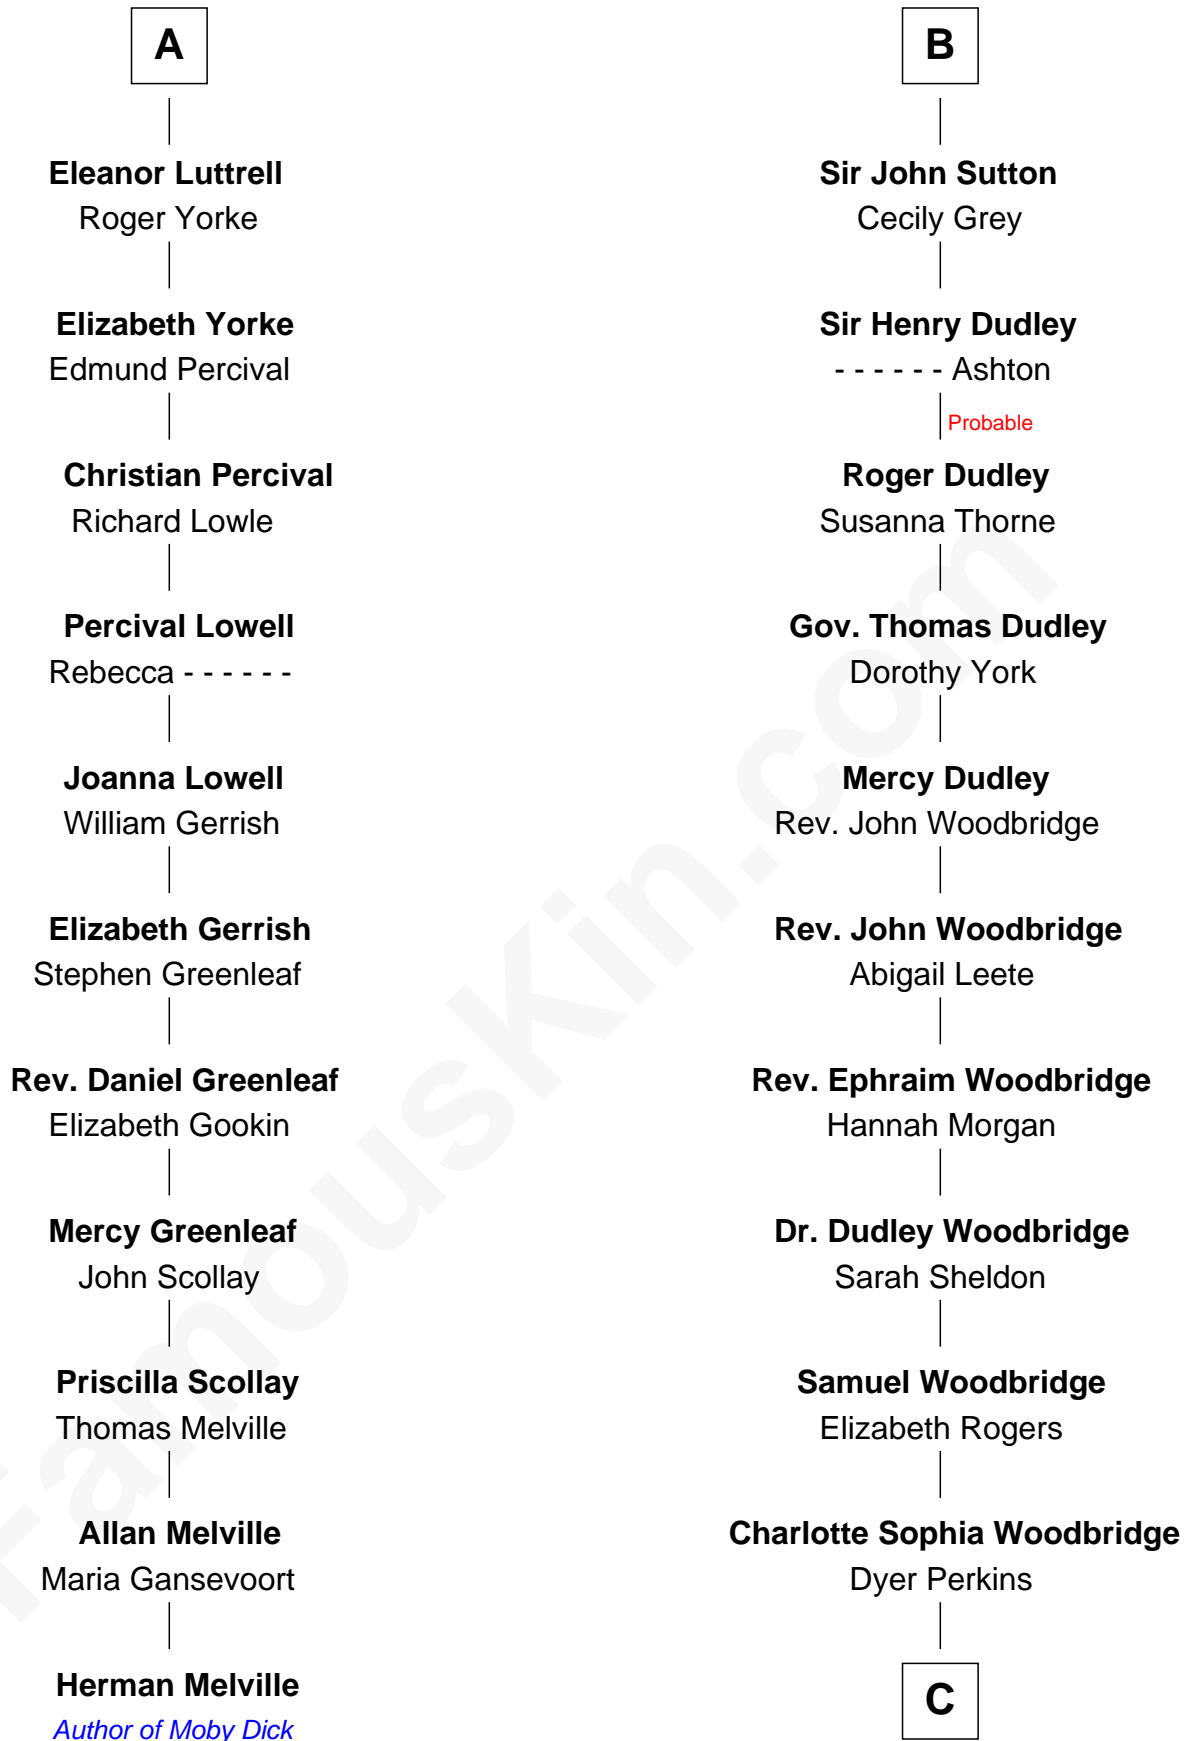 A
Eleanor Luttrell
Roger Yorke
Elizabeth Yorke
Edmund Percival
Christian Percival
Richard Lowle
Percival Lowell
Rebecca - - - - - -
Joanna Lowell
William Gerrish
Elizabeth Gerrish
Stephen Greenleaf
Rev. Daniel Greenleaf
Elizabeth Gookin
Mercy Greenleaf
John Scollay
Priscilla Scollay
Thomas Melville
Allan Melville
Maria Gansevoort
Herman Melville
Author of Moby Dick
B
Sir John Sutton
Cecily Grey
Sir Henry Dudley
- - - - - - Ashton
Probable
Roger Dudley
Susanna Thorne
Gov. Thomas Dudley
Dorothy York
Mercy Dudley
Rev. John Woodbridge
Rev. John Woodbridge
Abigail Leete
Rev. Ephraim Woodbridge
Hannah Morgan
Dr. Dudley Woodbridge
Sarah Sheldon
Samuel Woodbridge
Elizabeth Rogers
Charlotte Sophia Woodbridge
Dyer Perkins
C
FamousKin.com